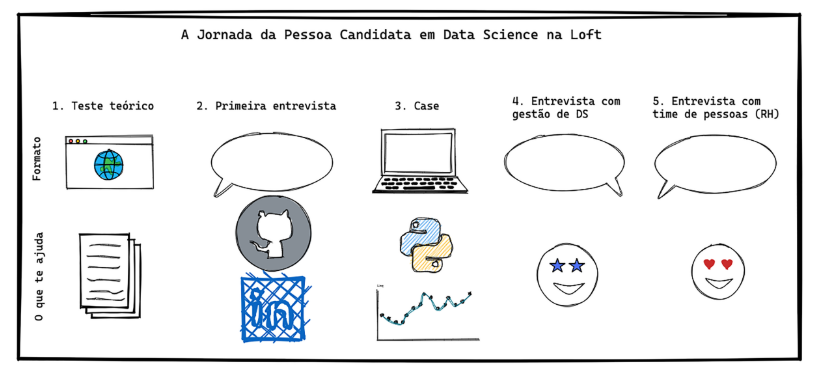 A Jornada da Pessoa Candidata em Data Science na Loft
1. Teste teórico
2. Primeira entrevista
3. Case
4. Entrevista com
gestão de DS
5. Entrevista com
time de pessoas (RH)
Formato
O que te ajuda
in